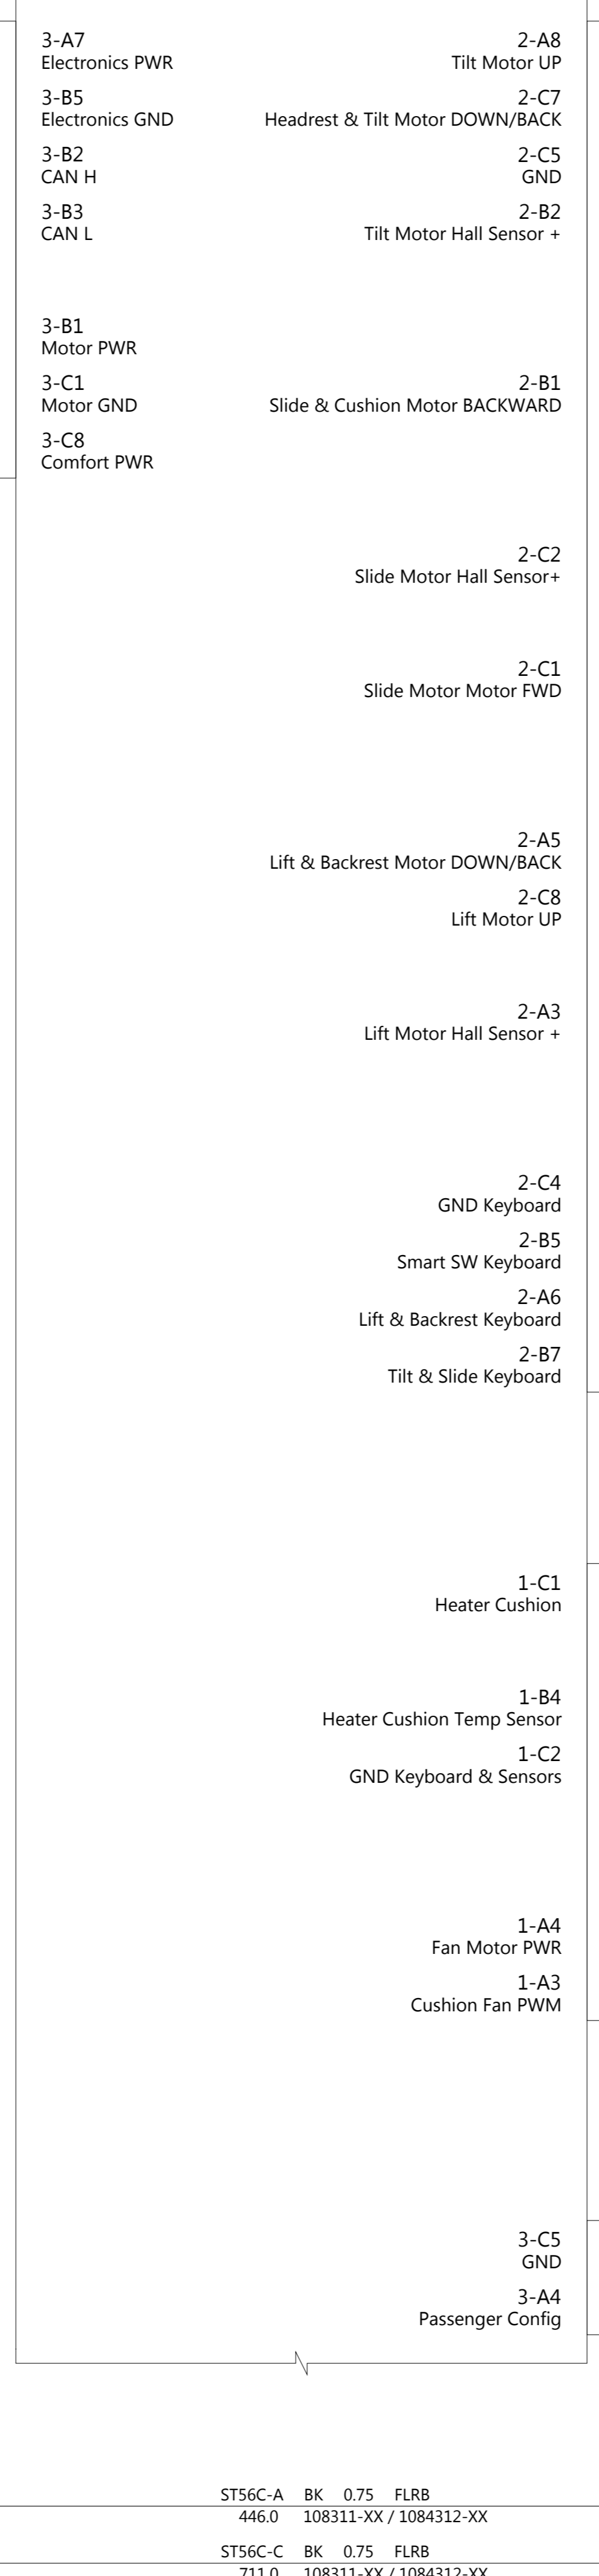 3-A7
Electronics PWR
3-B5
Electronics GND
3-B2
CAN H
3-B3
CAN L
3-B1
Motor PWR
3-C1
Motor GND
3-C8
Comfort PWR
2-A8
Tilt Motor UP
2-C7
Headrest & Tilt Motor DOWN/BACK
2-C5
GND
2-B2
Tilt Motor Hall Sensor +
2-B1
Slide & Cushion Motor BACKWARD
2-C2
Slide Motor Hall Sensor+
2-C1
Slide Motor Motor FWD
2-A5
Lift & Backrest Motor DOWN/BACK
2-C8
Lift Motor UP
2-A3
Lift Motor Hall Sensor +
2-C4
GND Keyboard
2-B5
Smart SW Keyboard
2-A6
Lift & Backrest Keyboard
2-B7
Tilt & Slide Keyboard
1-C1
Heater Cushion
1-B4
Heater Cushion Temp Sensor
1-C2
GND Keyboard & Sensors
1-A4
Fan Motor PWR
1-A3
Cushion Fan PWM
3-C5
GND
3-A4
Passenger Config
ST56C-A BK 0.75 FLRB
446.0 108311-XX / 1084312-XX
ST56C-C BK 0.75 FLRB
711.0 108311-XX / 1084312-XX